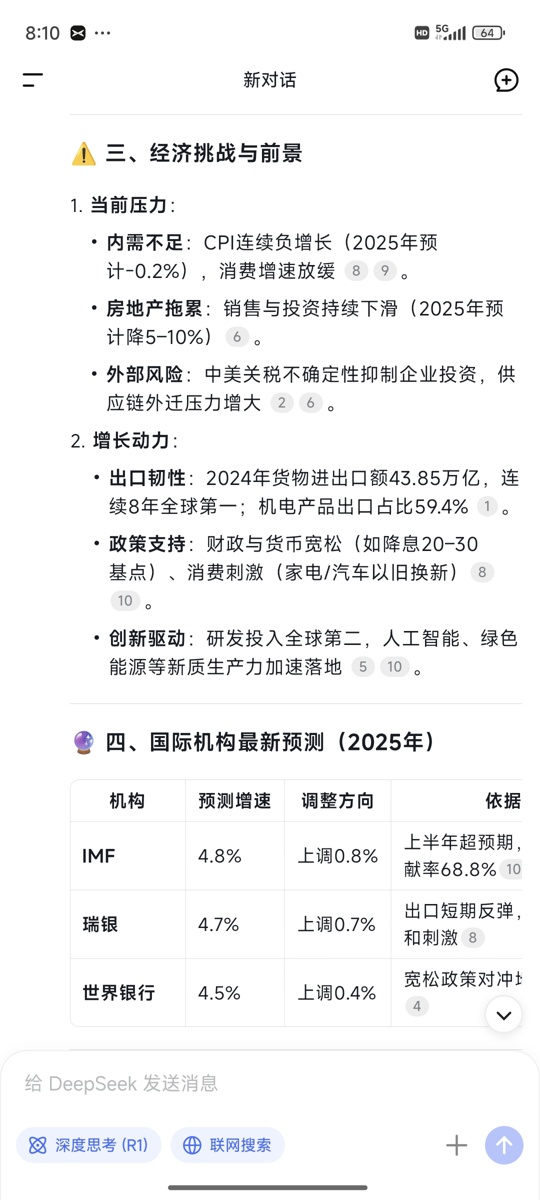 8:10 ··· HD 5G 64
新对话
⚠️ 三、经济挑战与前景
1. 当前压力：
• 内需不足：CPI连续负增长（2025年预
计-0.2%），消费增速放缓 8 9 。
• 房地产拖累：销售与投资持续下滑（2025年预
计降5–10%） 6 。
• 外部风险：中美关税不确定性抑制企业投资，供
应链外迁压力增大 2 6 。
2. 增长动力：
• 出口韧性：2024年货物进出口额43.85万亿，连
续8年全球第一；机电产品出口占比59.4% 1 。
• 政策支持：财政与货币宽松（如降息20–30
基点）、消费刺激（家电/汽车以旧换新） 8
10 。
• 创新驱动：研发投入全球第二，人工智能、绿色
能源等新质生产力加速落地 5 10 。
🔮 四、国际机构最新预测（2025年）
机构 预测增速 调整方向 依据
IMF 4.8% 上调0.8% 上半年超预期，
献率68.8% 10
瑞银 4.7% 上调0.7% 出口短期反弹，
和刺激 8
世界银行 4.5% 上调0.4% 宽松政策对冲
4
给 DeepSeek 发送消息
深度思考 (R1) 联网搜索